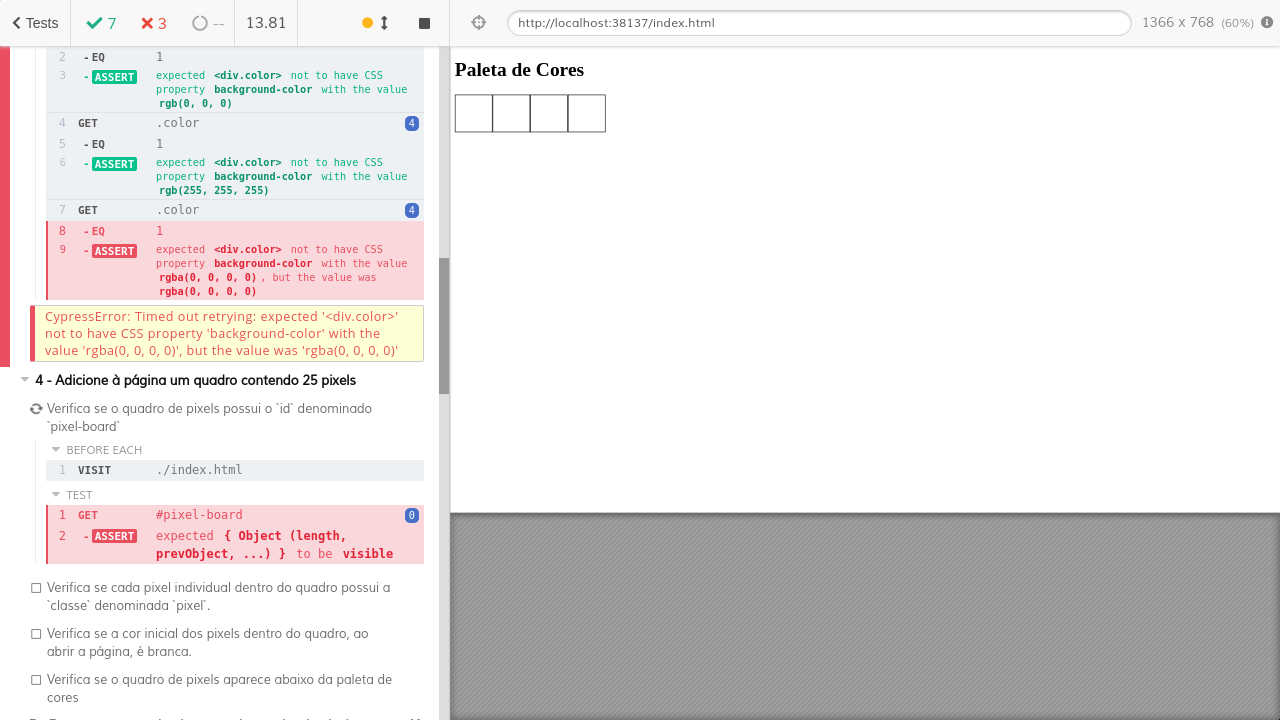 Tests 7 3 -- 13.81 http://localhost:38137/index.html 1366 x 768 (60%)
2 - EQ 1
3 - ASSERT expected <div.color> not to have CSS
property background-color with the value
rgb(0, 0, 0)
4 GET .color 4
5 - EQ 1
6 - ASSERT expected <div.color> not to have CSS
property background-color with the value
rgb(255, 255, 255)
7 GET .color 4
8 - EQ 1
9 - ASSERT expected <div.color> not to have CSS
property background-color with the value
rgba(0, 0, 0, 0) , but the value was
rgba(0, 0, 0, 0)
CypressError: Timed out retrying: expected '<div.color>'
not to have CSS property 'background-color' with the
value 'rgba(0, 0, 0, 0)', but the value was 'rgba(0, 0, 0, 0)'
4 - Adicione à página um quadro contendo 25 pixels
Verifica se o quadro de pixels possui o `id` denominado
`pixel-board`
BEFORE EACH
1 VISIT ./index.html
TEST
1 GET #pixel-board 0
2 - ASSERT expected { Object (length,
prevObject, ...) } to be visible
Verifica se cada pixel individual dentro do quadro possui a
`classe` denominada `pixel`.
Verifica se a cor inicial dos pixels dentro do quadro, ao
abrir a página, é branca.
Verifica se o quadro de pixels aparece abaixo da paleta de
cores
Paleta de Cores